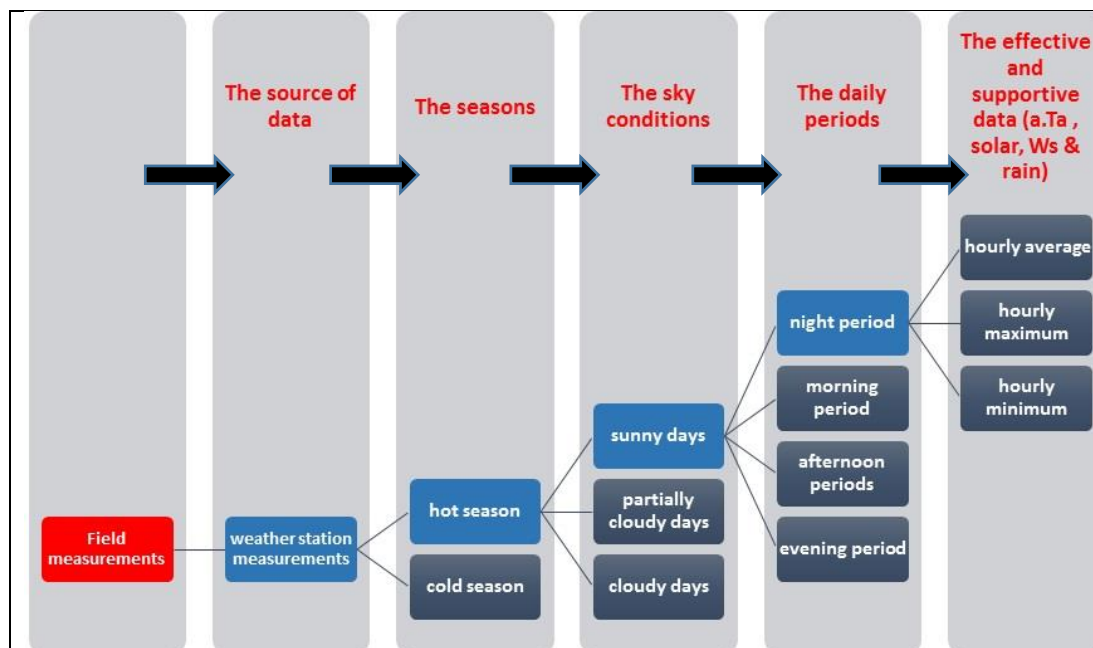 The source of
data
The seasons
The sky
conditions
The daily
periods
The effective
and
supportive
data (a.Ta ,
solar, Ws &
rain)
Field
measurements
weather station
measurements
hot season
cold season
sunny days
partially
cloudy days
cloudy days
night period
morning
period
afternoon
periods
evening period
hourly average
hourly
maximum
hourly
minimum